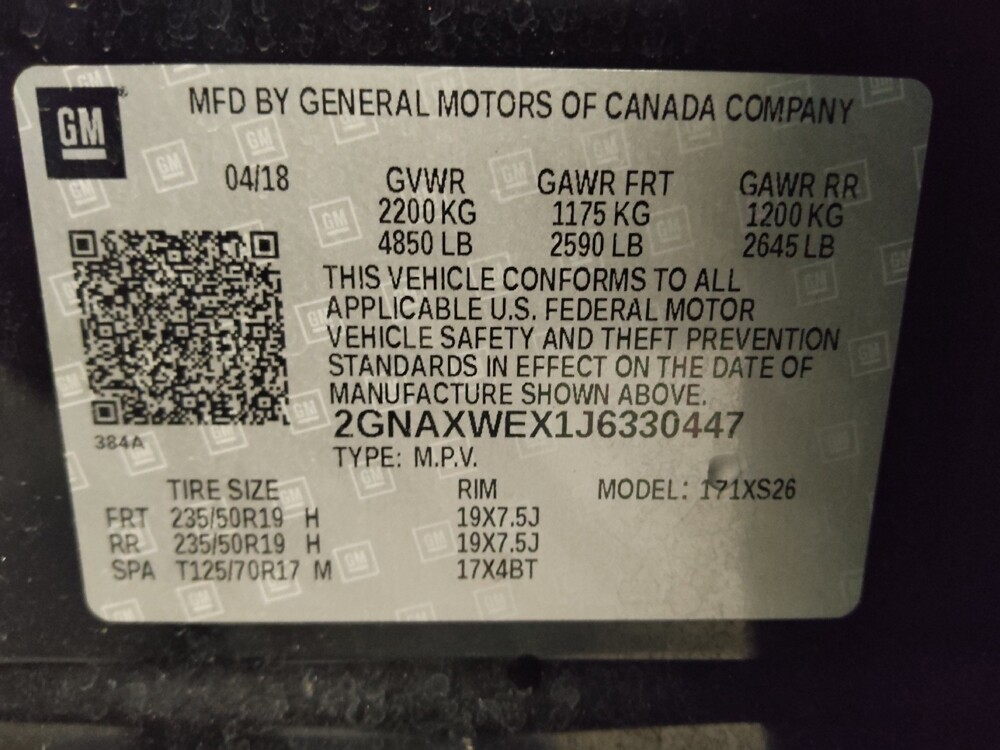 GM
MFD BY GENERAL MOTORS OF CANADA COMPANY
04/18 GVWR GAWR FRT GAWR RR
2200 KG 1175 KG 1200 KG
4850 LB 2590 LB 2645 LB
THIS VEHICLE CONFORMS TO ALL
APPLICABLE U.S. FEDERAL MOTOR
VEHICLE SAFETY AND THEFT PREVENTION
STANDARDS IN EFFECT ON THE DATE OF
MANUFACTURE SHOWN ABOVE.
2GNAXWEX1J6330447
384A
TYPE: M.P.V.
TIRE SIZE RIM MODEL: 171XS26
FRT 235/50R19 H 19X7.5J
RR 235/50R19 H 19X7.5J
SPA T125/70R17 M 17X4BT